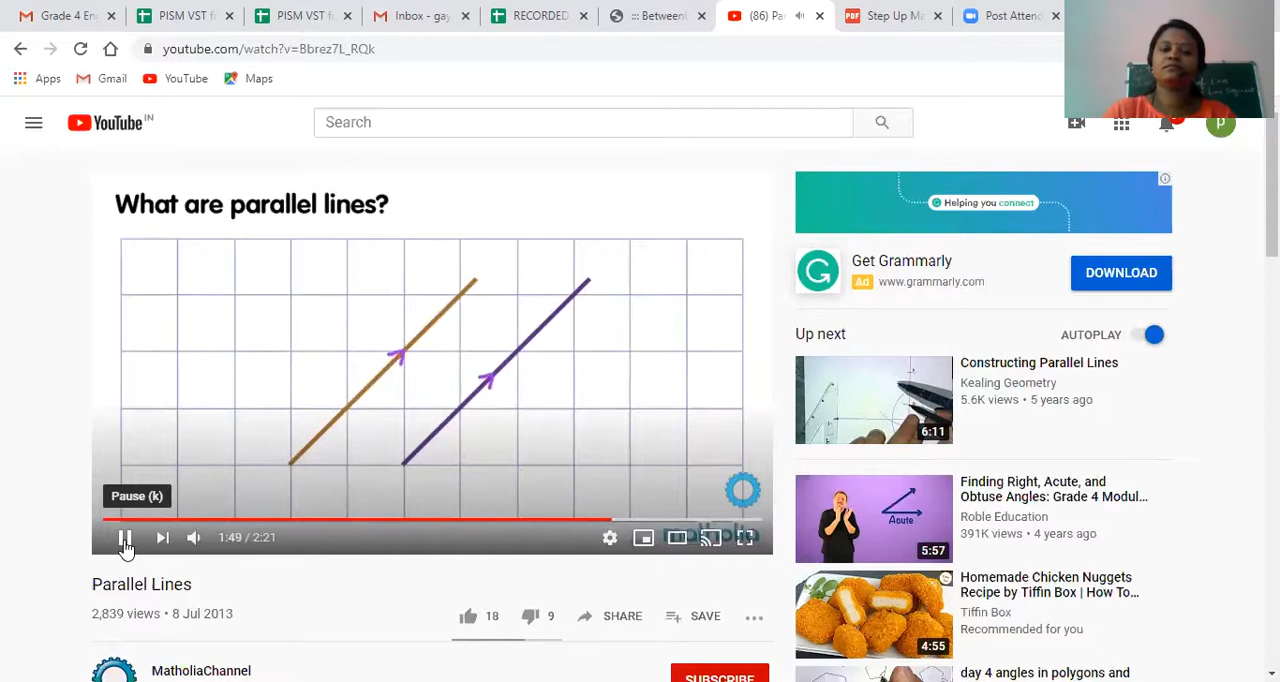 Grade 4 En
PISM VST f
PISM VST f
Inbox - gay
RECORDED
::: Between
(86) Pa
PDF
Step Up Ma
Post Attend
youtube.com/watch?v=Bbrez7L_RQk
Apps
Gmail
YouTube
Maps
YouTube IN
Search
P
What are parallel lines?
Pause (k)
1:49 / 2:21
matholia
Parallel Lines
2,839 views • 8 Jul 2013
18
9
SHARE
SAVE
MatholiaChannel
SUBSCRIBE
Helping you connect
Get Grammarly
Ad www.grammarly.com
DOWNLOAD
Up next
AUTOPLAY
Constructing Parallel Lines
Kealing Geometry
5.6K views • 5 years ago
6:11
Finding Right, Acute, and
Obtuse Angles: Grade 4 Modul...
Roble Education
391K views • 4 years ago
Acute
5:57
Homemade Chicken Nuggets
Recipe by Tiffin Box | How To...
Tiffin Box
Recommended for you
4:55
day 4 angles in polygons and
Line Segment